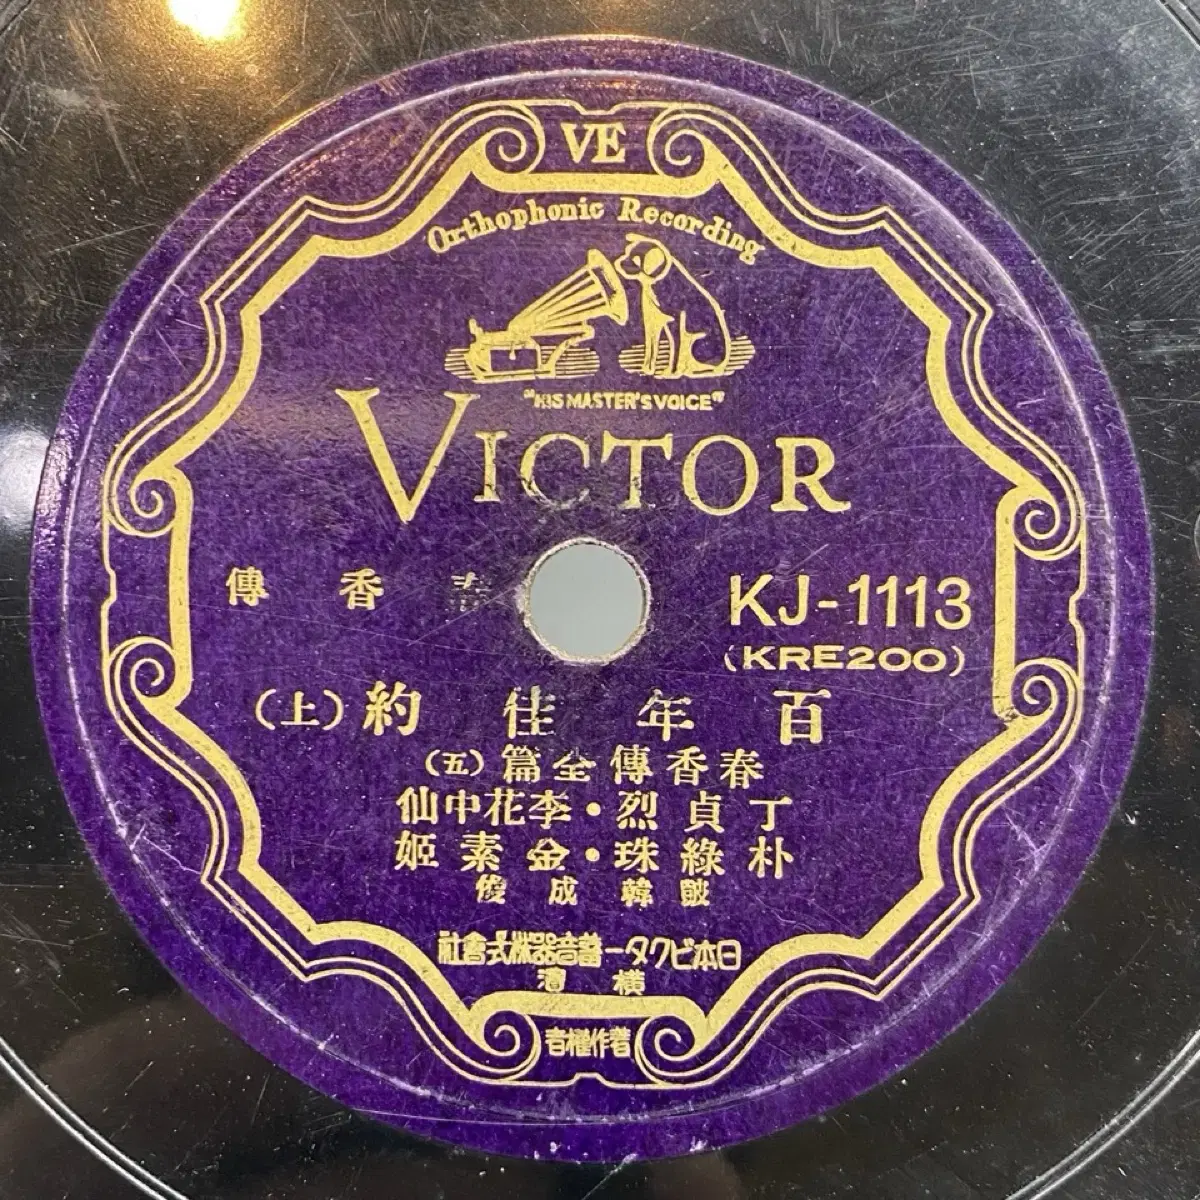 VE
Orthophonic Recording
"HIS MASTER'S VOICE"
VICTOR
春香傳
KJ-1113
(KRE200)
百年佳約(上)
春香傳全篇(五)
丁貞烈・李花中仙
朴綠珠・金素姬
皷韓成俊
日本ビクター蓄音器株式會社
横濱
著作權者